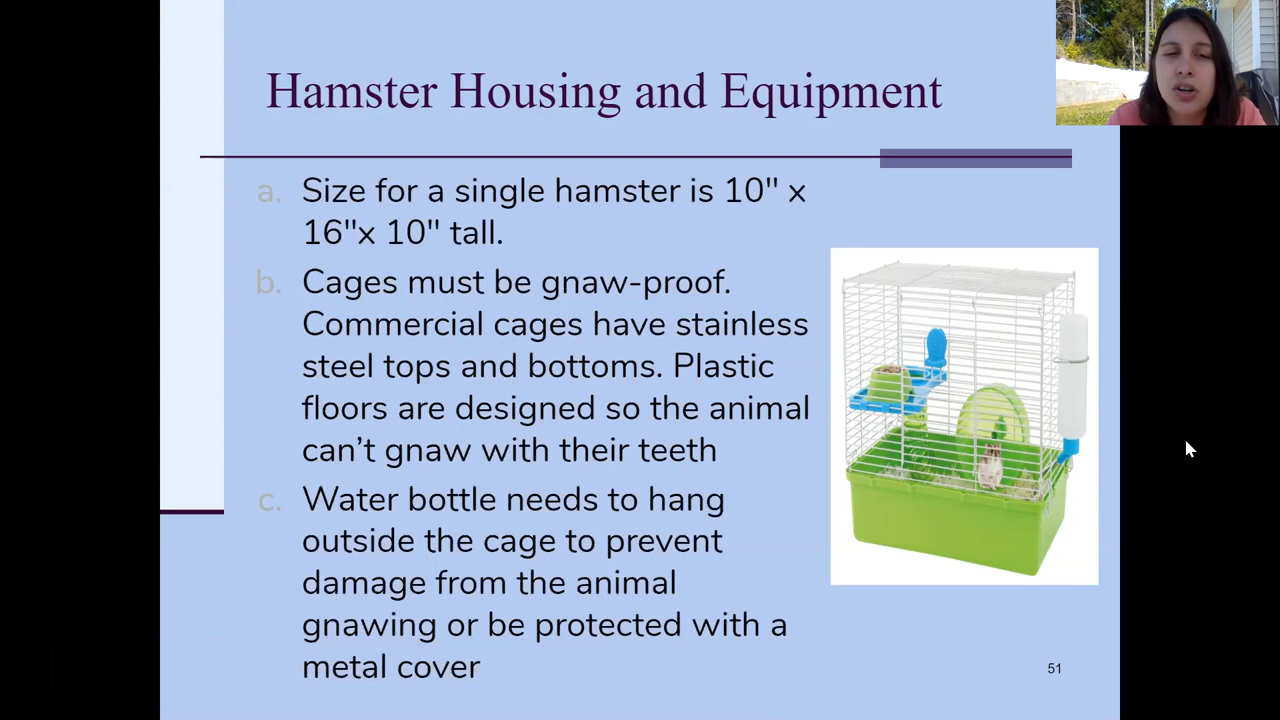 Hamster Housing and Equipment
a. Size for a single hamster is 10" x
16"x 10" tall.
b. Cages must be gnaw-proof.
Commercial cages have stainless
steel tops and bottoms. Plastic
floors are designed so the animal
can’t gnaw with their teeth
c. Water bottle needs to hang
outside the cage to prevent
damage from the animal
gnawing or be protected with a
metal cover
51